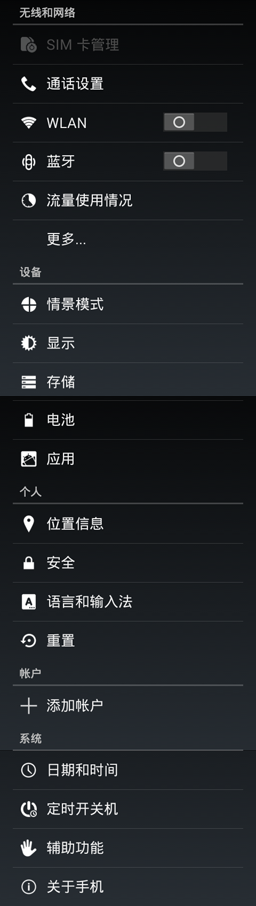 无线和网络
SIM 卡管理
通话设置
WLAN
蓝牙
流量使用情况
更多...
设备
情景模式
显示
存储
电池
应用
个人
位置信息
安全
语言和输入法
重置
帐户
添加帐户
系统
日期和时间
定时开关机
辅助功能
关于手机